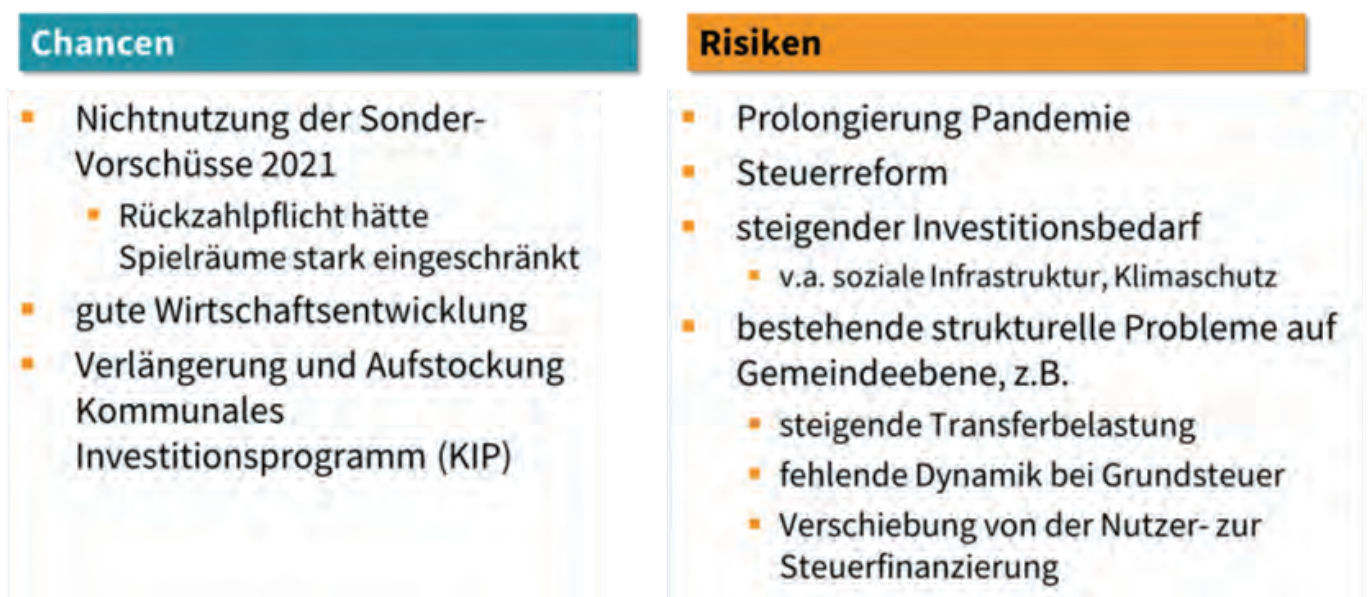 Chancen
Nichtnutzung der Sonder-
Vorschüsse 2021
Rückzahlpflicht hätte
Spielräume stark eingeschränkt
gute Wirtschaftsentwicklung
Verlängerung und Aufstockung
Kommunales
Investitionsprogramm (KIP)
Risiken
Prolongierung Pandemie
Steuerreform
steigender Investitionsbedarf
v.a. soziale Infrastruktur, Klimaschutz
bestehende strukturelle Probleme auf
Gemeindeebene, z.B.
steigende Transferbelastung
fehlende Dynamik bei Grundsteuer
Verschiebung von der Nutzer- zur
Steuerfinanzierung